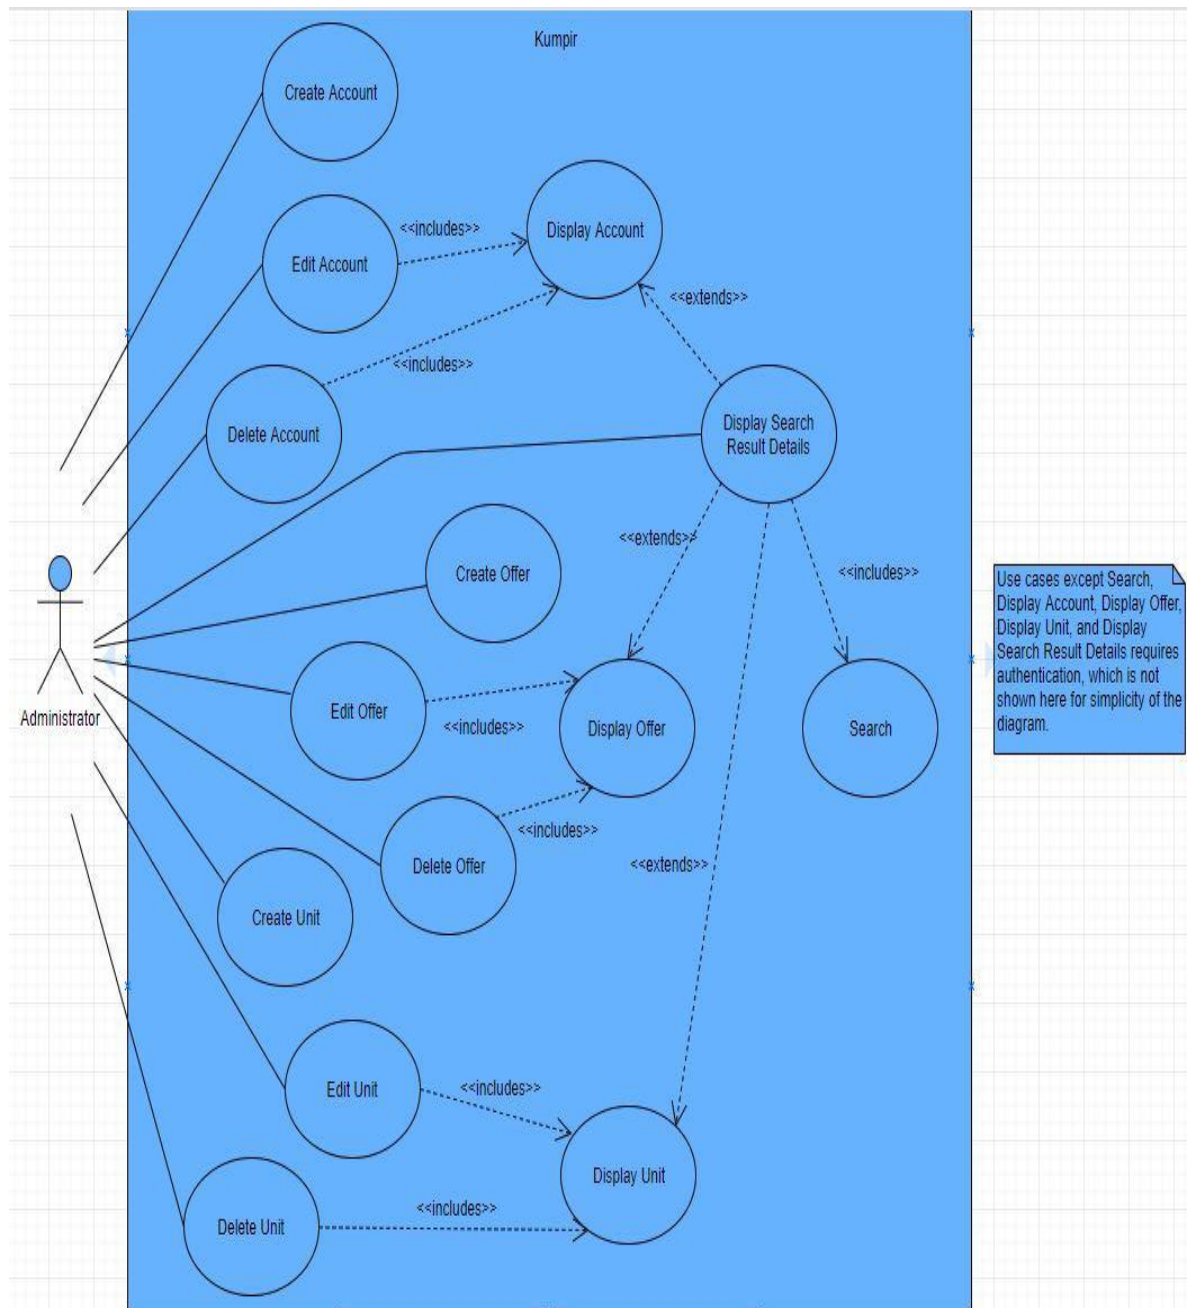 Kumpir
Create Account
<<includes>>
Display Account
Edit Account
<<extends>>
<<includes>>
Delete Account
Display Search
Result Details
<<extends>>
Create Offer
<<includes>>
Use cases except Search,
Display Account, Display Offer,
Display Unit, and Display
Search Result Details requires
authentication, which is not
shown here for simplicity of the
diagram.
Administrator
Edit Offer
<<includes>>
Display Offer
Search
<<includes>>
Delete Offer
<<extends>>
Create Unit
Edit Unit
<<includes>>
Display Unit
<<includes>>
Delete Unit